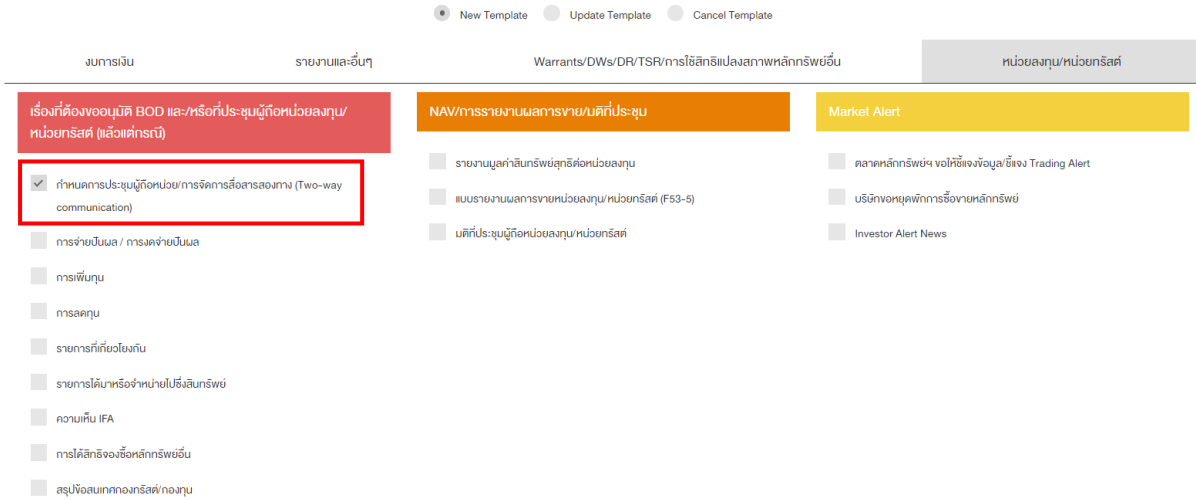 New Template Update Template Cancel Template
งบการเงิน รายงานและอื่นๆ Warrants/DWs/DR/TSR/การใช้สิทธิแปลงสภาพหลักทรัพย์อื่น หน่วยลงทุน/หน่วยทรัสต์
เรื่องที่ต้องขออนุมัติ BOD และ/หรือที่ประชุมผู้ถือหน่วยลงทุน/
หน่วยทรัสต์ (แล้วแต่กรณี)
กำหนดการประชุมผู้ถือหน่วย/การจัดการสื่อสารสองทาง (Two-way
communication)
การจ่ายปันผล / การงดจ่ายปันผล
การเพิ่มทุน
การลดทุน
รายการที่เกี่ยวโยงกัน
รายการได้มาหรือจำหน่ายไปซึ่งสินทรัพย์
ความเห็น IFA
การได้สิทธิจองซื้อหลักทรัพย์อื่น
สรุปข้อสนเทศกองทรัสต์/กองทุน
NAV/การรายงานผลการขาย/มติที่ประชุม
รายงานมูลค่าสินทรัพย์สุทธิต่อหน่วยลงทุน
แบบรายงานผลการขายหน่วยลงทุน/หน่วยทรัสต์ (F53-5)
มติที่ประชุมผู้ถือหน่วยลงทุน/หน่วยทรัสต์
Market Alert
ตลาดหลักทรัพย์ฯ ขอให้ชี้แจงข้อมูล/ชี้แจง Trading Alert
บริษัทขอหยุดพักการซื้อขายหลักทรัพย์
Investor Alert News